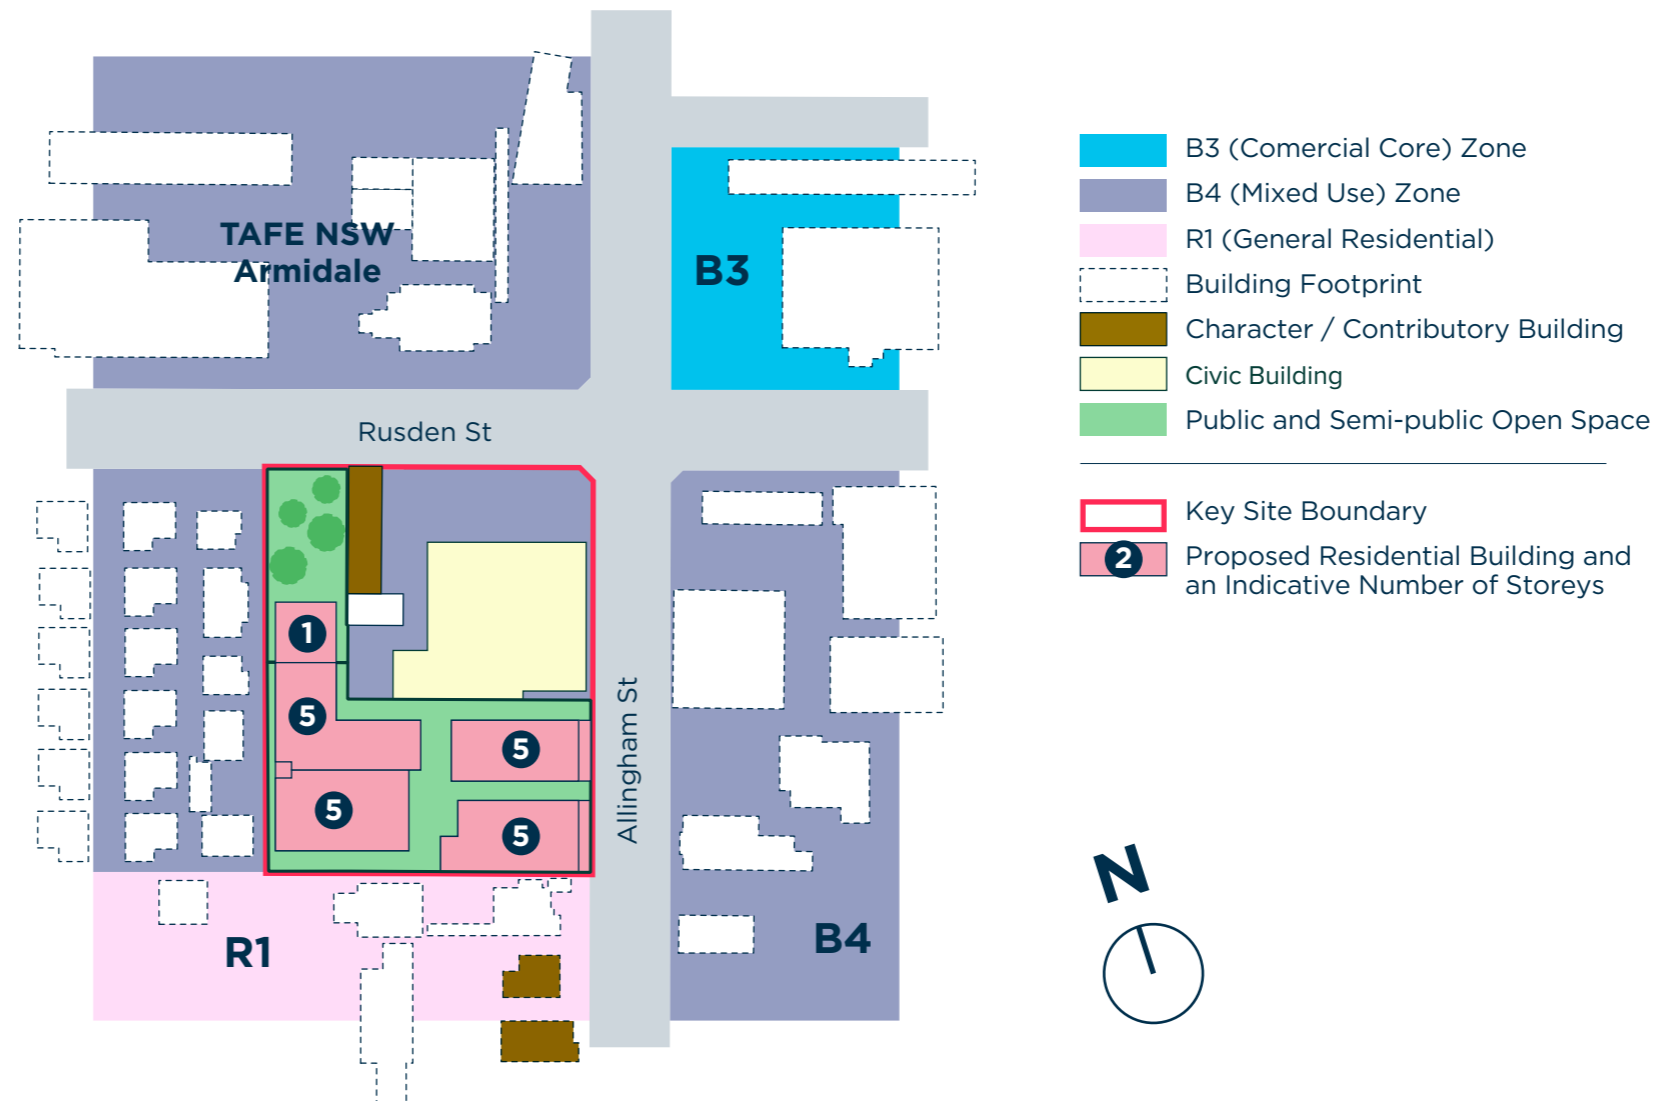 TAFE NSW
Armidale
B3
Rusden St
1
5
5
5
5
Allingham St
R1
B4
B3 (Comercial Core) Zone
B4 (Mixed Use) Zone
R1 (General Residential)
Building Footprint
Character / Contributory Building
Civic Building
Public and Semi-public Open Space
Key Site Boundary
2
Proposed Residential Building and
an Indicative Number of Storeys
N